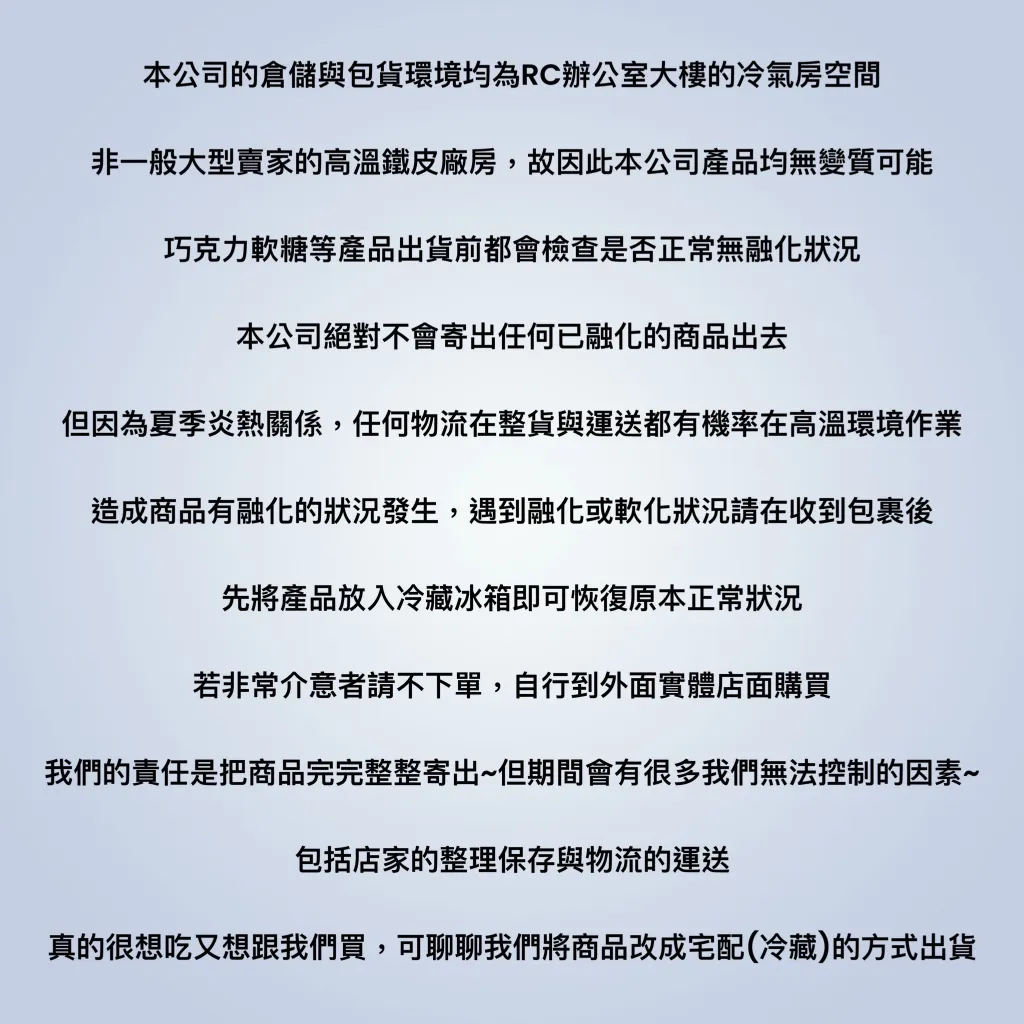 本公司的倉儲與包貨環境均為RC辦公室大樓的冷氣房空間
非一般大型賣家的高溫鐵皮廠房，故因此本公司產品均無變質可能
巧克力軟糖等產品出貨前都會檢查是否正常無融化狀況
本公司絕對不會寄出任何已融化的商品出去
但因為夏季炎熱關係，任何物流在整貨與運送都有機率在高溫環境作業
造成商品有融化的狀況發生，遇到融化或軟化狀況請在收到包裹後
先將產品放入冷藏冰箱即可恢復原本正常狀況
若非常介意者請不下單，自行到外面實體店面購買
我們的責任是把商品完完整整寄出~但期間會有很多我們無法控制的因素~
包括店家的整理保存與物流的運送
真的很想吃又想跟我們買，可聊聊我們將商品改成宅配(冷藏)的方式出貨